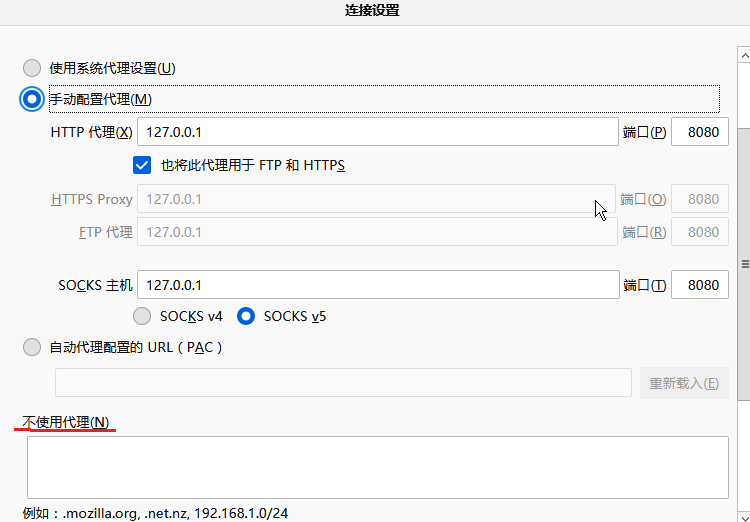 连接设置
使用系统代理设置(U)
手动配置代理(M)
HTTP 代理(X) 127.0.0.1 端口(P) 8080
也将此代理用于 FTP 和 HTTPS
HTTPS Proxy 127.0.0.1 端口(O) 8080
FTP 代理 127.0.0.1 端口(R) 8080
SOCKS 主机 127.0.0.1 端口(T) 8080
SOCKS v4 SOCKS v5
自动代理配置的 URL（PAC）
重新载入(E)
不使用代理(N)
例如：.mozilla.org, .net.nz, 192.168.1.0/24